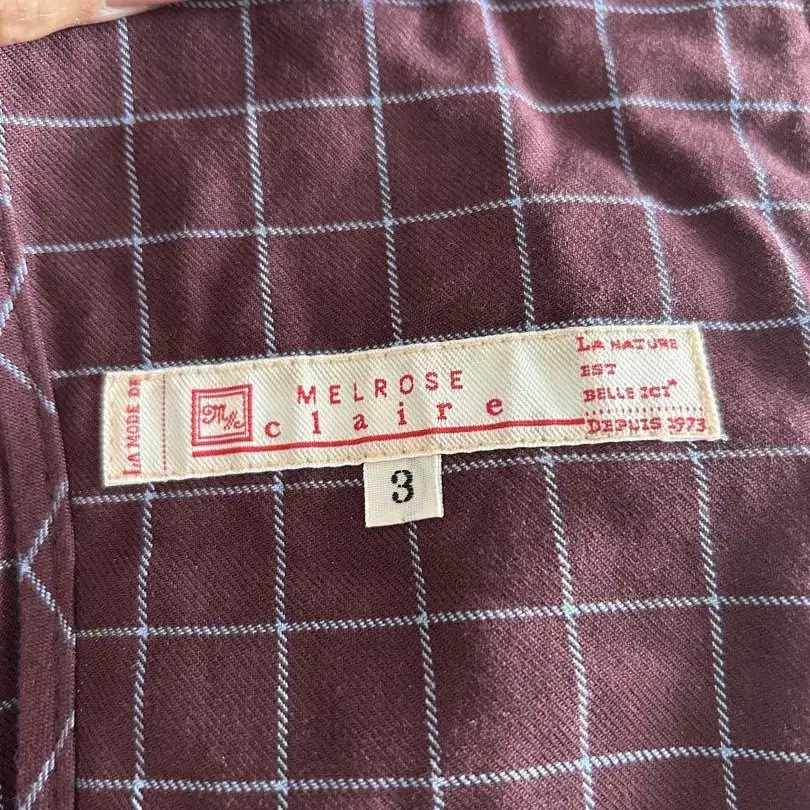 LA MODE DE
MELROSE
claire
LA NATURE
EST
BELLE ICI
DEPUIS 1973
3